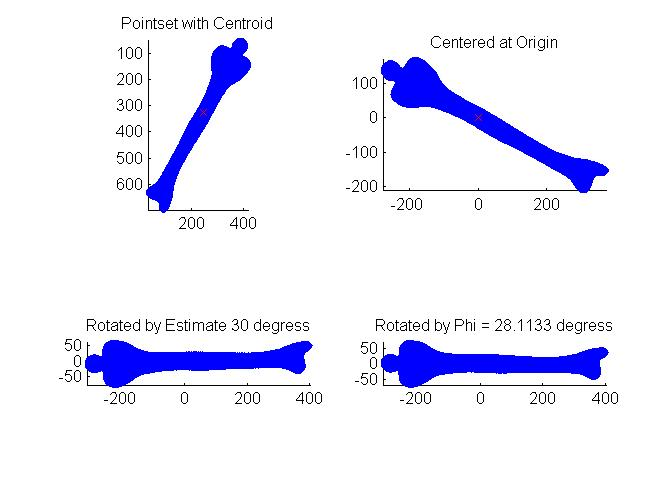 Pointset with Centroid
100
200
300
400
500
600
200 400
Centered at Origin
100
0
-100
-200
-200 0 200
Rotated by Estimate 30 degress
50
0
-50
-200 0 200 400
Rotated by Phi = 28.1133 degress
50
0
-50
-200 0 200 400